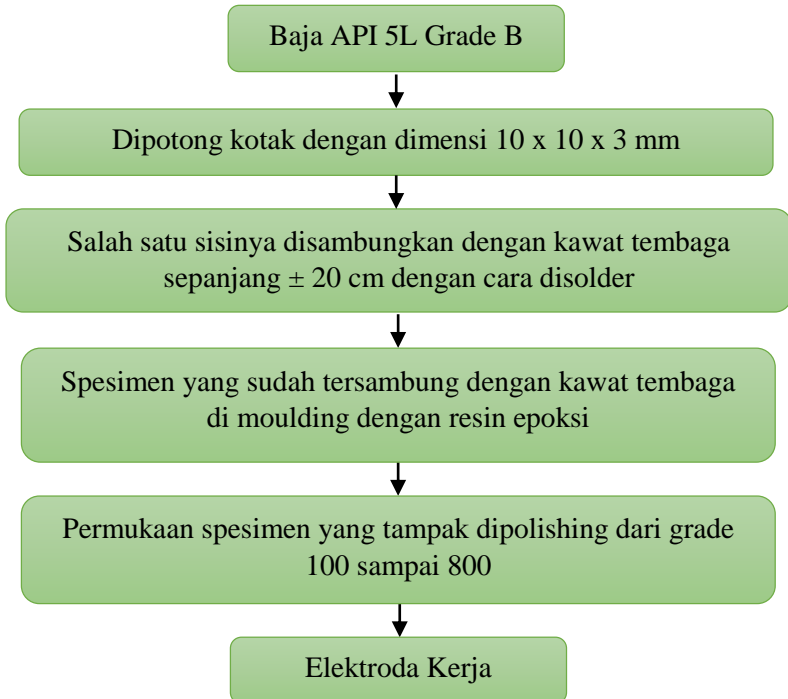 Baja API 5L Grade B
Dipotong kotak dengan dimensi 10 x 10 x 3 mm
Salah satu sisinya disambungkan dengan kawat tembaga
sepanjang ± 20 cm dengan cara disolder
Spesimen yang sudah tersambung dengan kawat tembaga
di moulding dengan resin epoksi
Permukaan spesimen yang tampak dipolishing dari grade
100 sampai 800
Elektroda Kerja